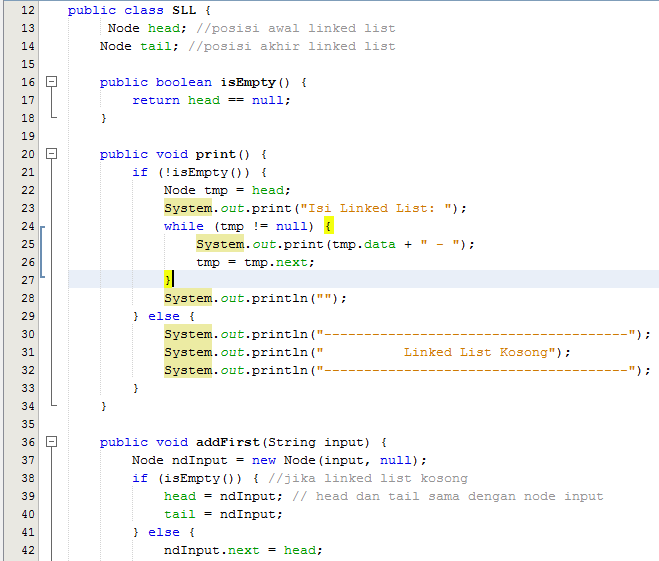 12 public class SLL {
13 Node head; //posisi awal linked list
14 Node tail; //posisi akhir linked list
15
16 public boolean isEmpty() {
17 return head == null;
18 }
19
20 public void print() {
21 if (!isEmpty()) {
22 Node tmp = head;
23 System.out.print("Isi Linked List: ");
24 while (tmp != null) {
25 System.out.print(tmp.data + " - ");
26 tmp = tmp.next;
27 }
28 System.out.println("");
29 } else {
30 System.out.println("--------------------------------------");
31 System.out.println("          Linked List Kosong");
32 System.out.println("--------------------------------------");
33 }
34 }
35
36 public void addFirst(String input) {
37 Node ndInput = new Node(input, null);
38 if (isEmpty()) { //jika linked list kosong
39 head = ndInput; // head dan tail sama dengan node input
40 tail = ndInput;
41 } else {
42 ndInput.next = head;